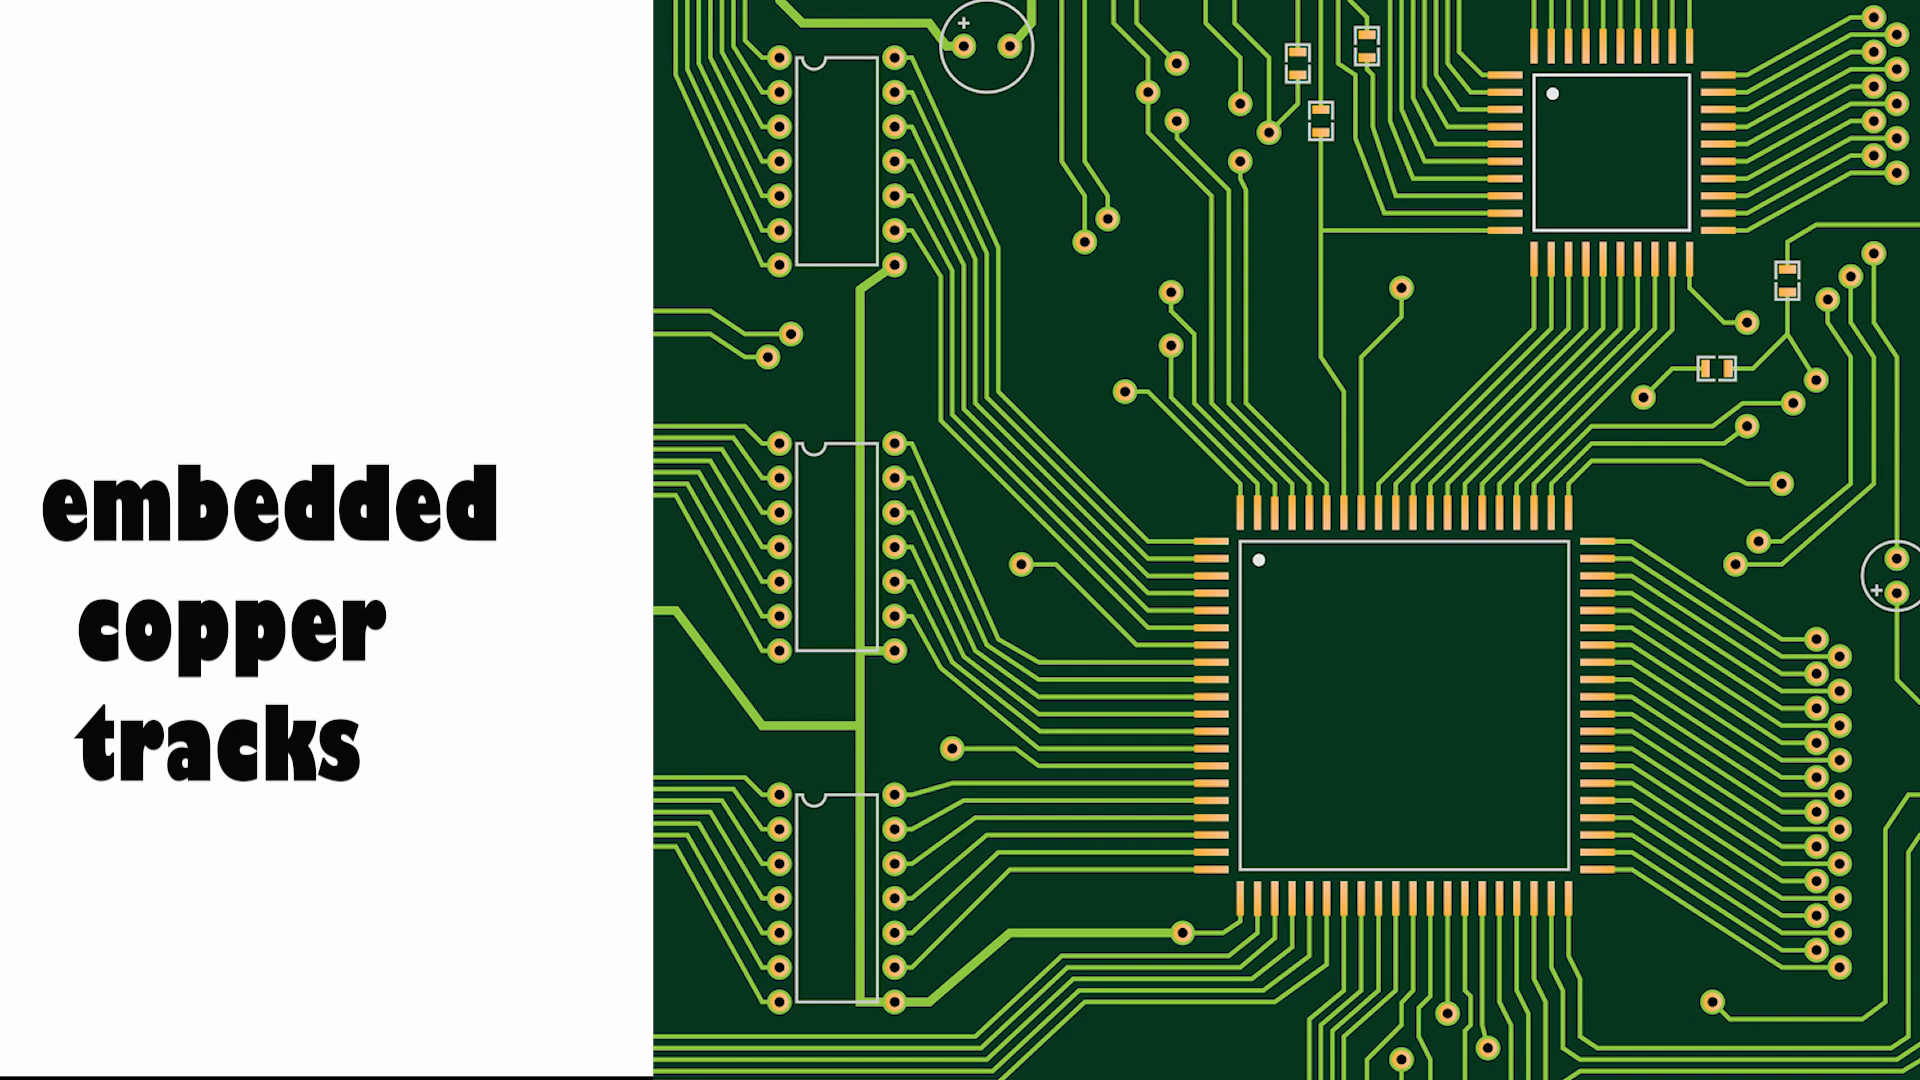 embedded
copper
tracks
+
+